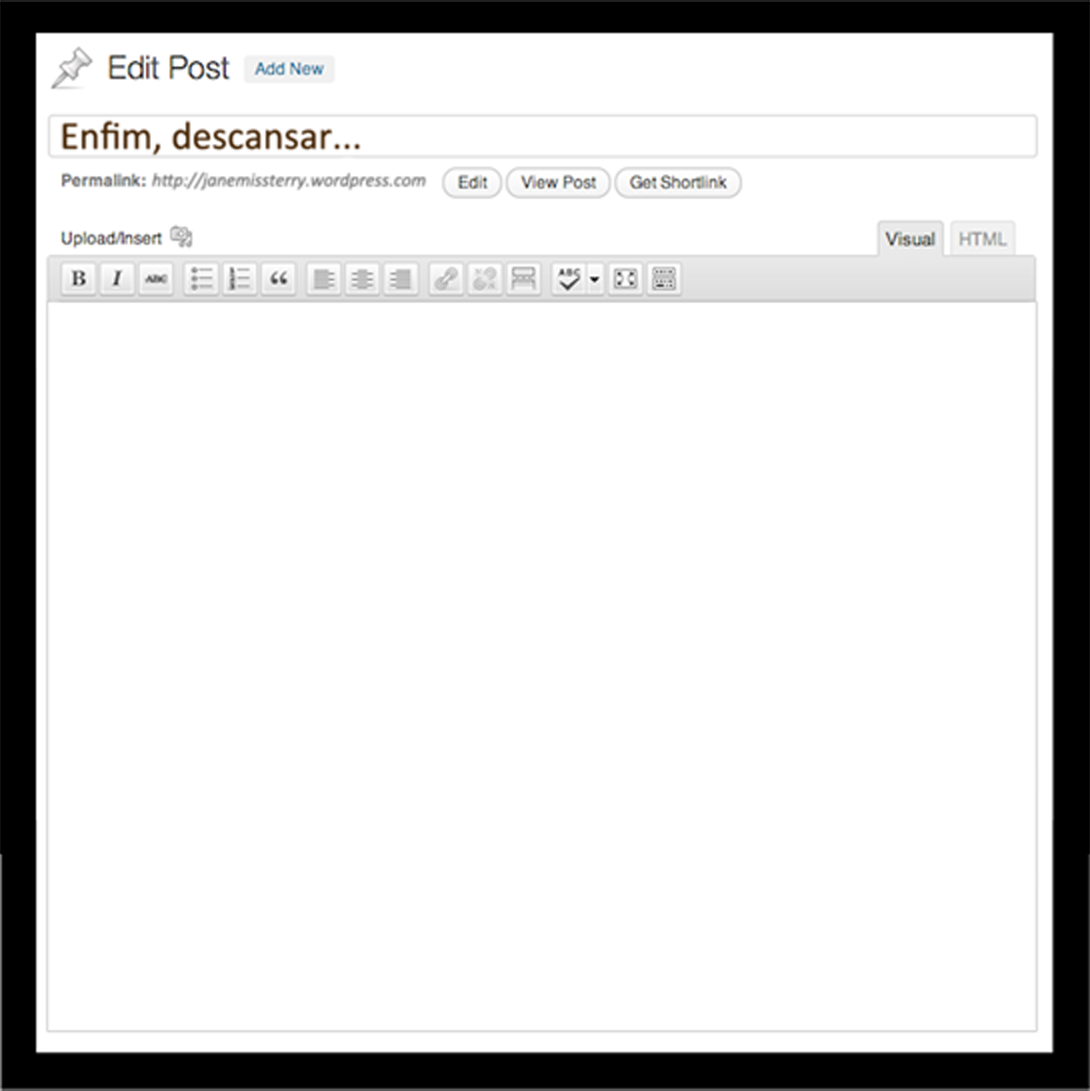 Edit Post Add New
Enfim, descansar...
Permalink: http://janemissterry.wordpress.com Edit View Post Get Shortlink
Upload/Insert Visual HTML
B I ABC ABC